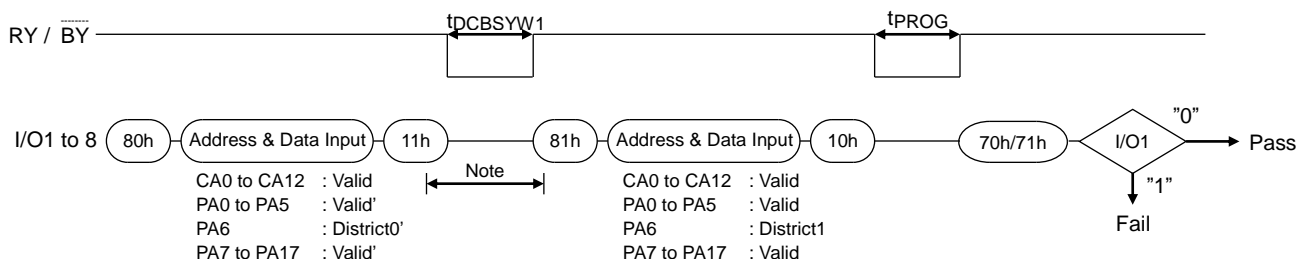 tDCBSYW1
tPROG
RY / BY
I/O1 to 8
80h
Address & Data Input
11h
81h
Address & Data Input
10h
70h/71h
I/O1
"0"
Pass
"1"
Fail
Note
CA0 to CA12 : Valid
PA0 to PA5 : Valid'
PA6 : District0'
PA7 to PA17 : Valid'
CA0 to CA12 : Valid
PA0 to PA5 : Valid
PA6 : District1
PA7 to PA17 : Valid